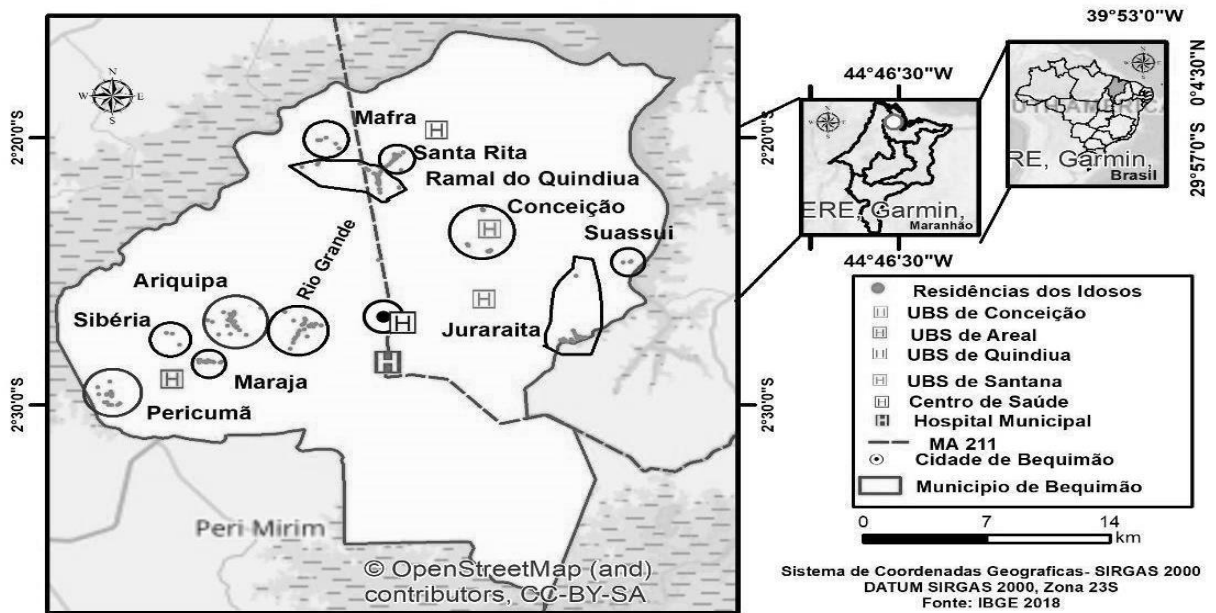 39°53'0"W
44°46'30"W
0°4'30"N
29°57'0"S
2°20'0"S
2°20'0"S
2°30'0"S
2°30'0"S
N
W
E
S
Mafra
H
Santa Rita
Ramal do Quindiua
Conceição
H
Suassui
Ariquipa
Rio Grande
H
Sibéria
Juraraita
H
H
Maraja
H
Pericumã
Peri Mirim
© OpenStreetMap (and)
contributors, CC-BY-SA
ERE, Garmin,
Maranhão
44°46'30"W
UTH AMERICA
ERE, Garmin,
Brasil
Residências dos Idosos
H UBS de Conceição
H UBS de Areal
H UBS de Quindiua
H UBS de Santana
H Centro de Saúde
H Hospital Municipal
MA 211
Cidade de Bequimão
Municipio de Bequimão
0 7 14
km
Sistema de Coordenadas Geograficas- SIRGAS 2000
DATUM SIRGAS 2000, Zona 23S
Fonte: IBGE 2018